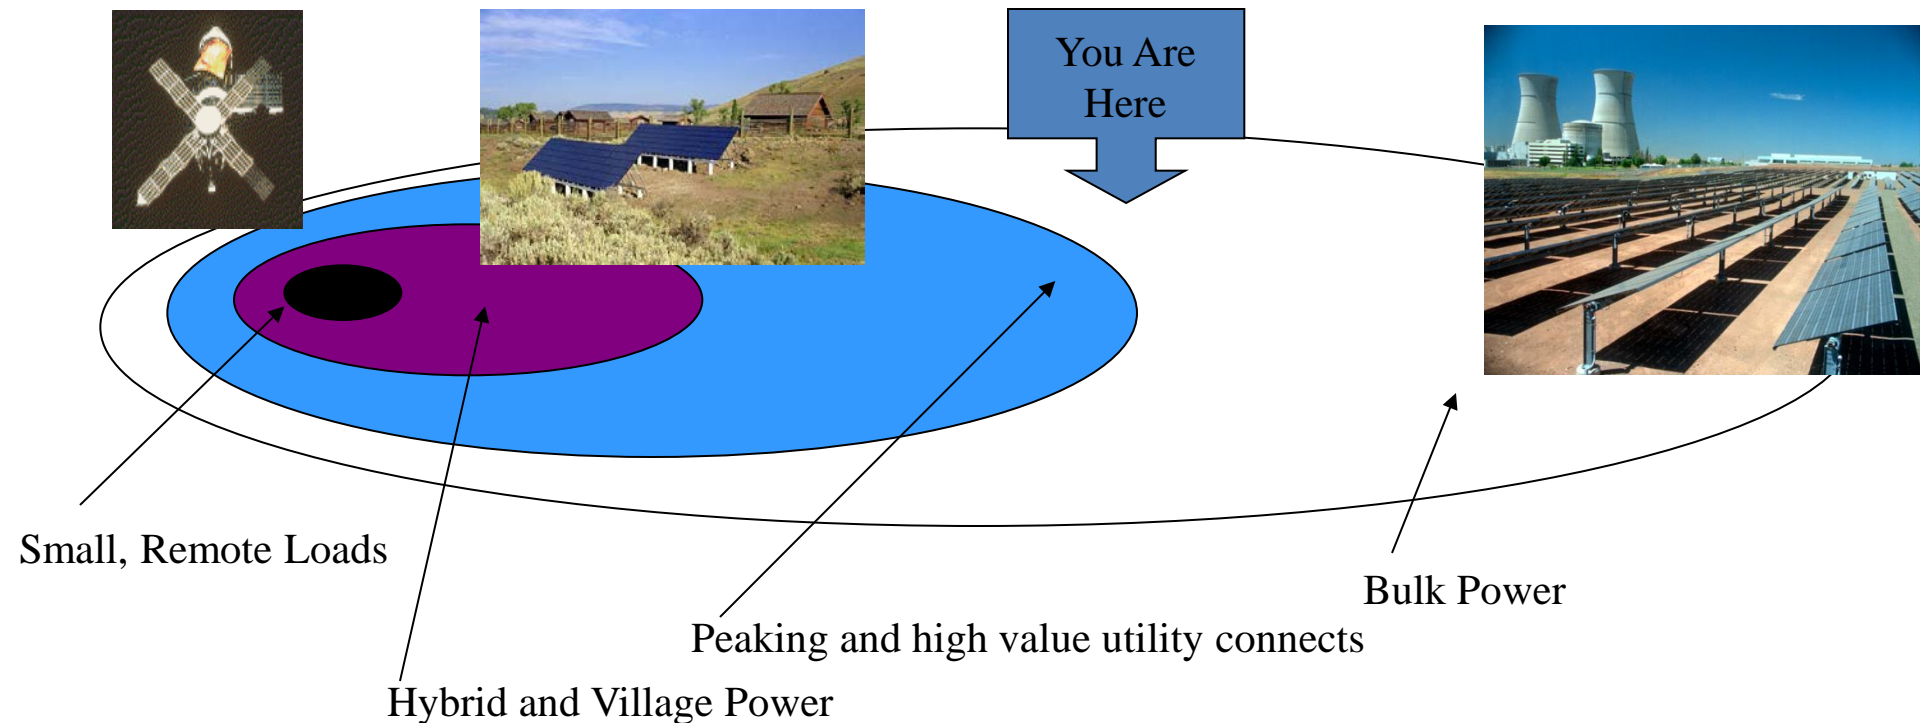 You Are
Here
Small, Remote Loads
Bulk Power
Peaking and high value utility connects
Hybrid and Village Power